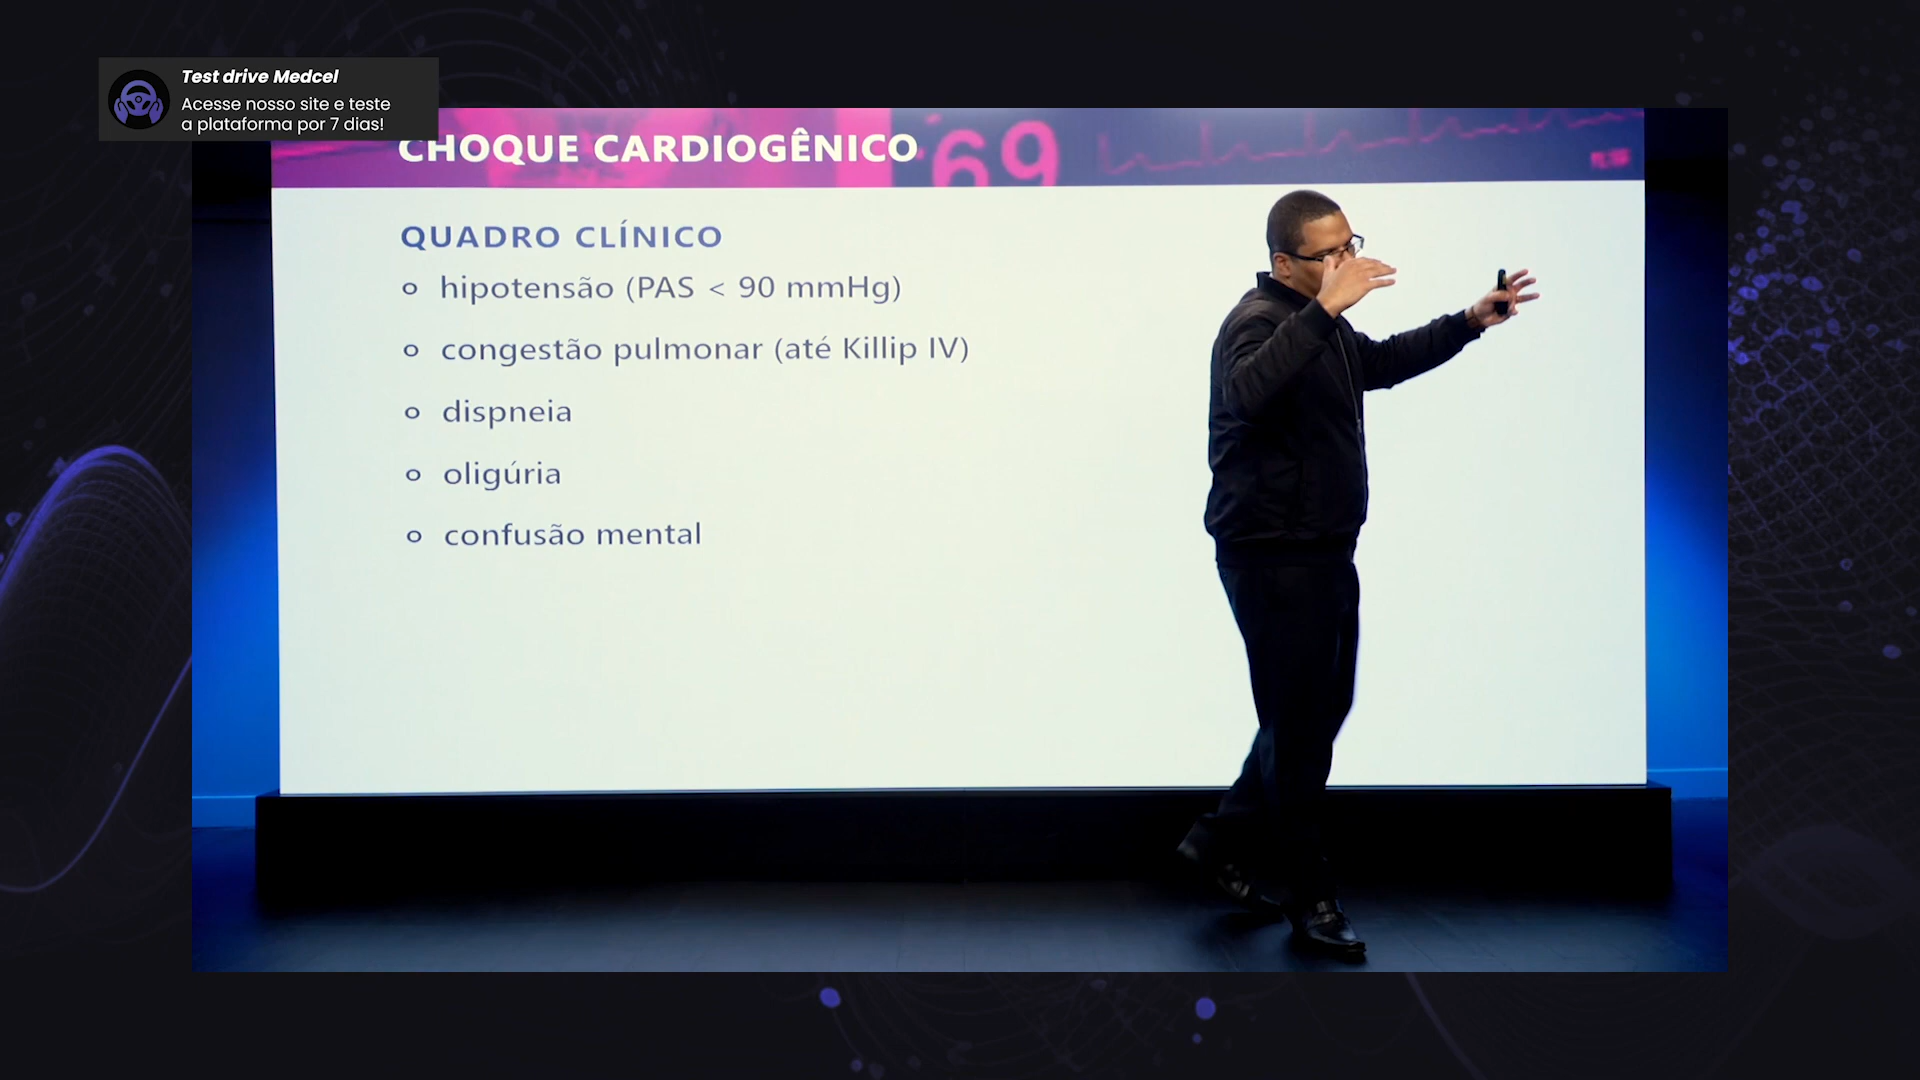 Test drive Medcel
Acesse nosso site e teste
a plataforma por 7 dias!
CHOQUE CARDIOGÊNICO
69
QUADRO CLÍNICO
hipotensão (PAS < 90 mmHg)
congestão pulmonar (até Killip IV)
dispneia
oligúria
confusão mental